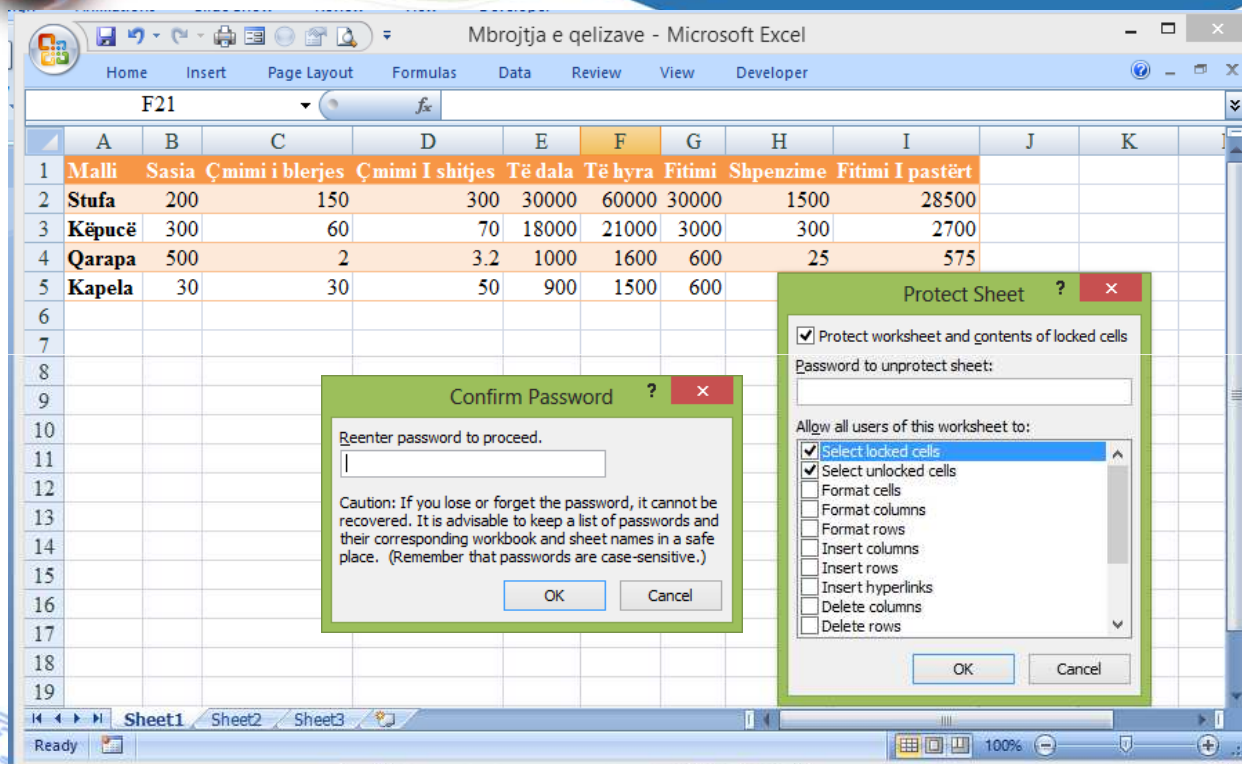 Mbrojtja e qelizave - Microsoft Excel
Home Insert Page Layout Formulas Data Review View Developer
F21 fx
A B C D E F G H I J K
1 Malli Sasia Çmimi i blerjes Çmimi I shitjes Të dala Të hyra Fitimi Shpenzime Fitimi I pastërt
2 Stufa 200 150 300 30000 60000 30000 1500 28500
3 Këpucë 300 60 70 18000 21000 3000 300 2700
4 Qarapa 500 2 3.2 1000 1600 600 25 575
5 Kapela 30 30 50 900 1500 600
6
7
8
9
10
11
12
13
14
15
16
17
18
19
Confirm Password ? x
Reenter password to proceed.
Caution: If you lose or forget the password, it cannot be
recovered. It is advisable to keep a list of passwords and
their corresponding workbook and sheet names in a safe
place. (Remember that passwords are case-sensitive.)
OK Cancel
Protect Sheet ? x
Protect worksheet and contents of locked cells
Password to unprotect sheet:
Allow all users of this worksheet to:
Select locked cells
Select unlocked cells
Format cells
Format columns
Format rows
Insert columns
Insert rows
Insert hyperlinks
Delete columns
Delete rows
OK Cancel
Sheet1 Sheet2 Sheet3
Ready 100%